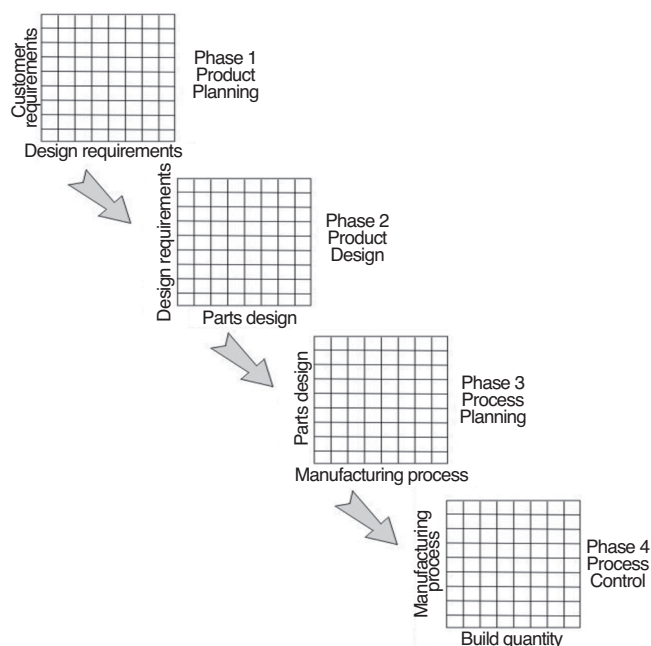 Customer
requirements
Phase 1
Product
Planning
Design requirements
Design requirements
Phase 2
Product
Design
Parts design
Parts design
Phase 3
Process
Planning
Manufacturing process
Manufacturing
process
Phase 4
Process
Control
Build quantity